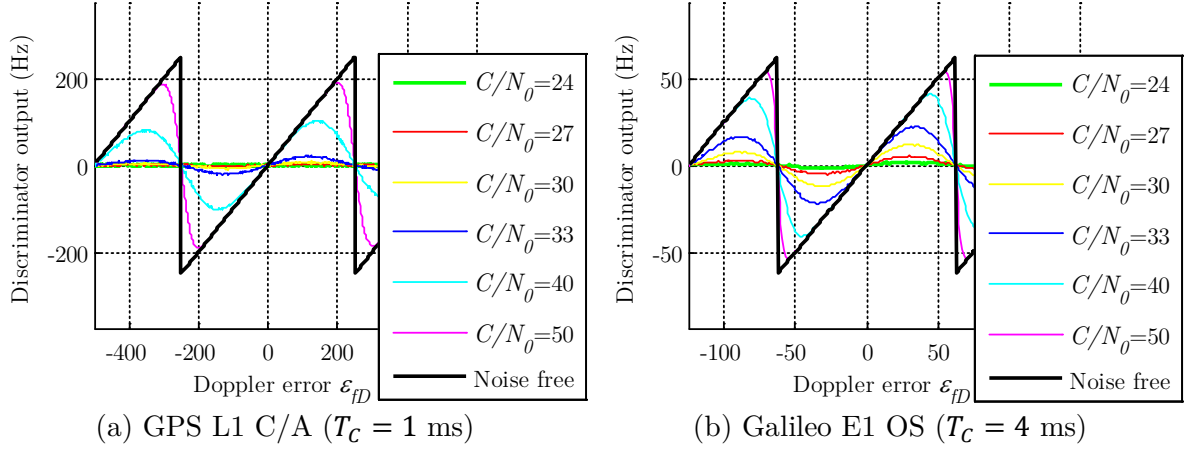 Discriminator output (Hz)
200
0
-200
-400
-200
0
200
Doppler error ε_fD
C/N_0=24
C/N_0=27
C/N_0=30
C/N_0=33
C/N_0=40
C/N_0=50
Noise free
(a) GPS L1 C/A (T_C = 1 ms)
Discriminator output (Hz)
50
0
-50
-100
-50
0
50
Doppler error ε_fD
C/N_0=24
C/N_0=27
C/N_0=30
C/N_0=33
C/N_0=40
C/N_0=50
Noise free
(b) Galileo E1 OS (T_C = 4 ms)